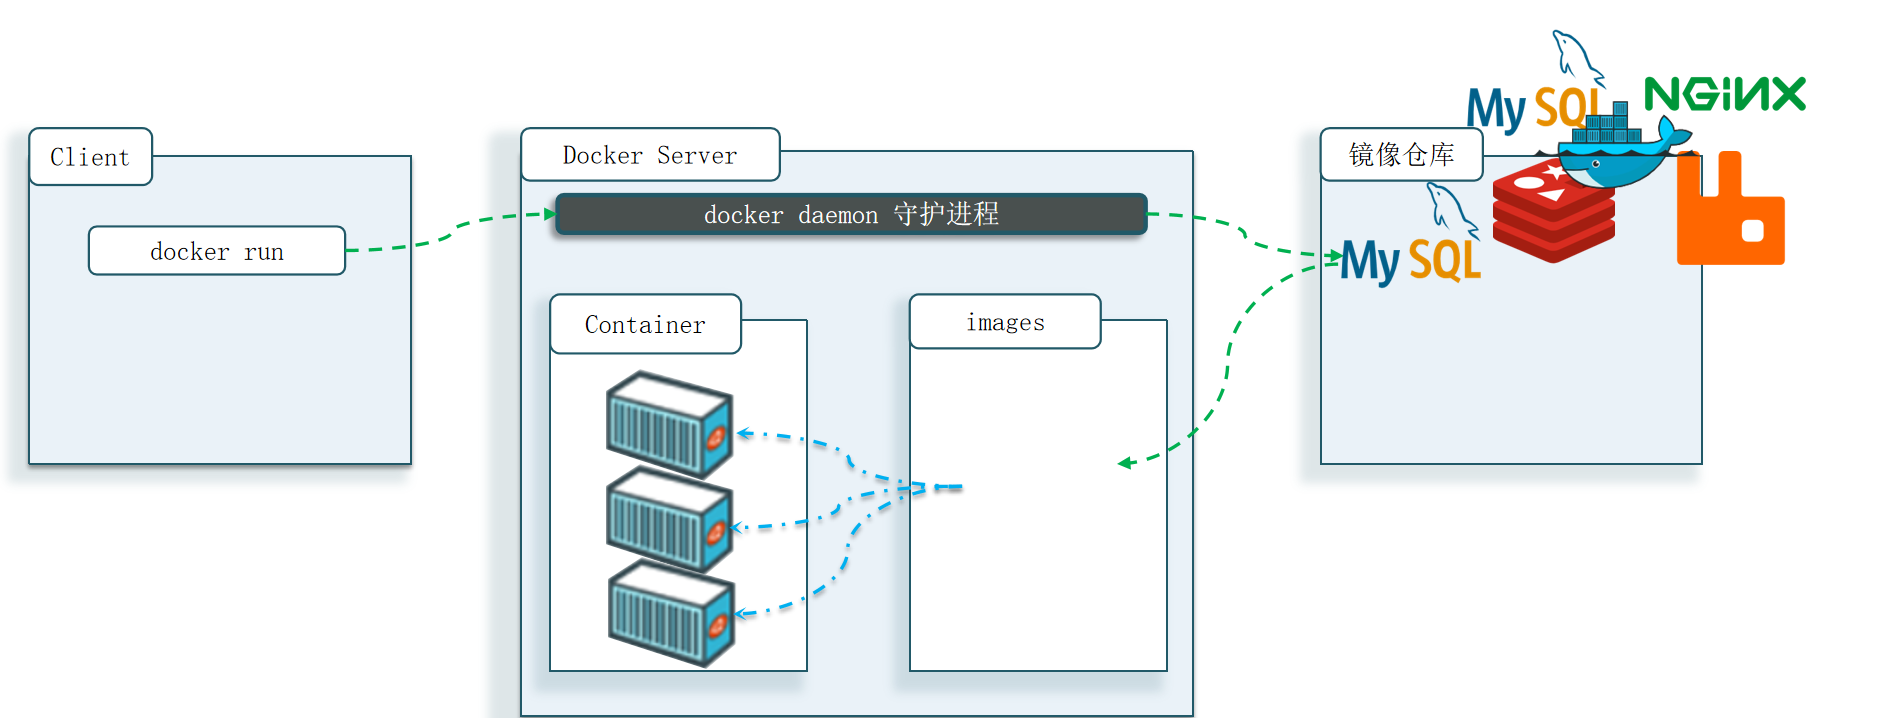 Client
docker run
Docker Server
docker daemon 守护进程
Container
images
镜像仓库
MySQL
NGINX
MySQL